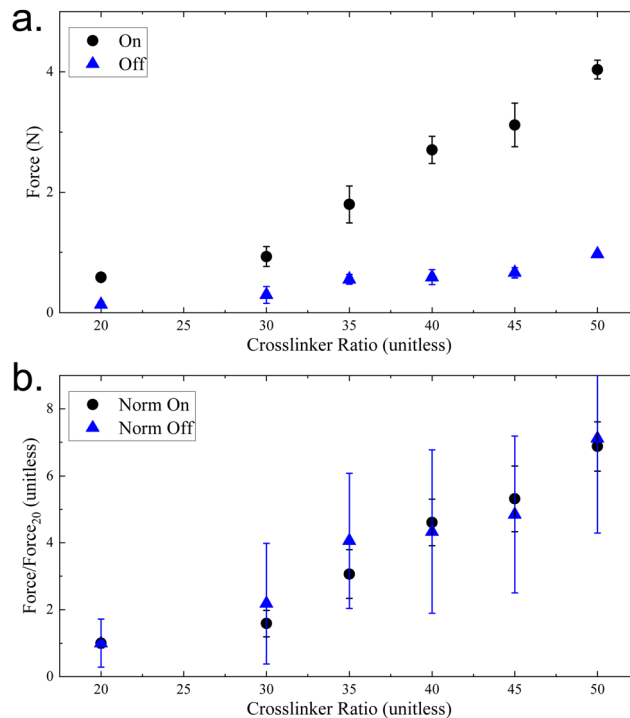 a.
On
Off
4
2
0
Force (N)
20 25 30 35 40 45 50
Crosslinker Ratio (unitless)
b.
Norm On
Norm Off
8
6
4
2
0
Force/Force₂₀ (unitless)
20 25 30 35 40 45 50
Crosslinker Ratio (unitless)